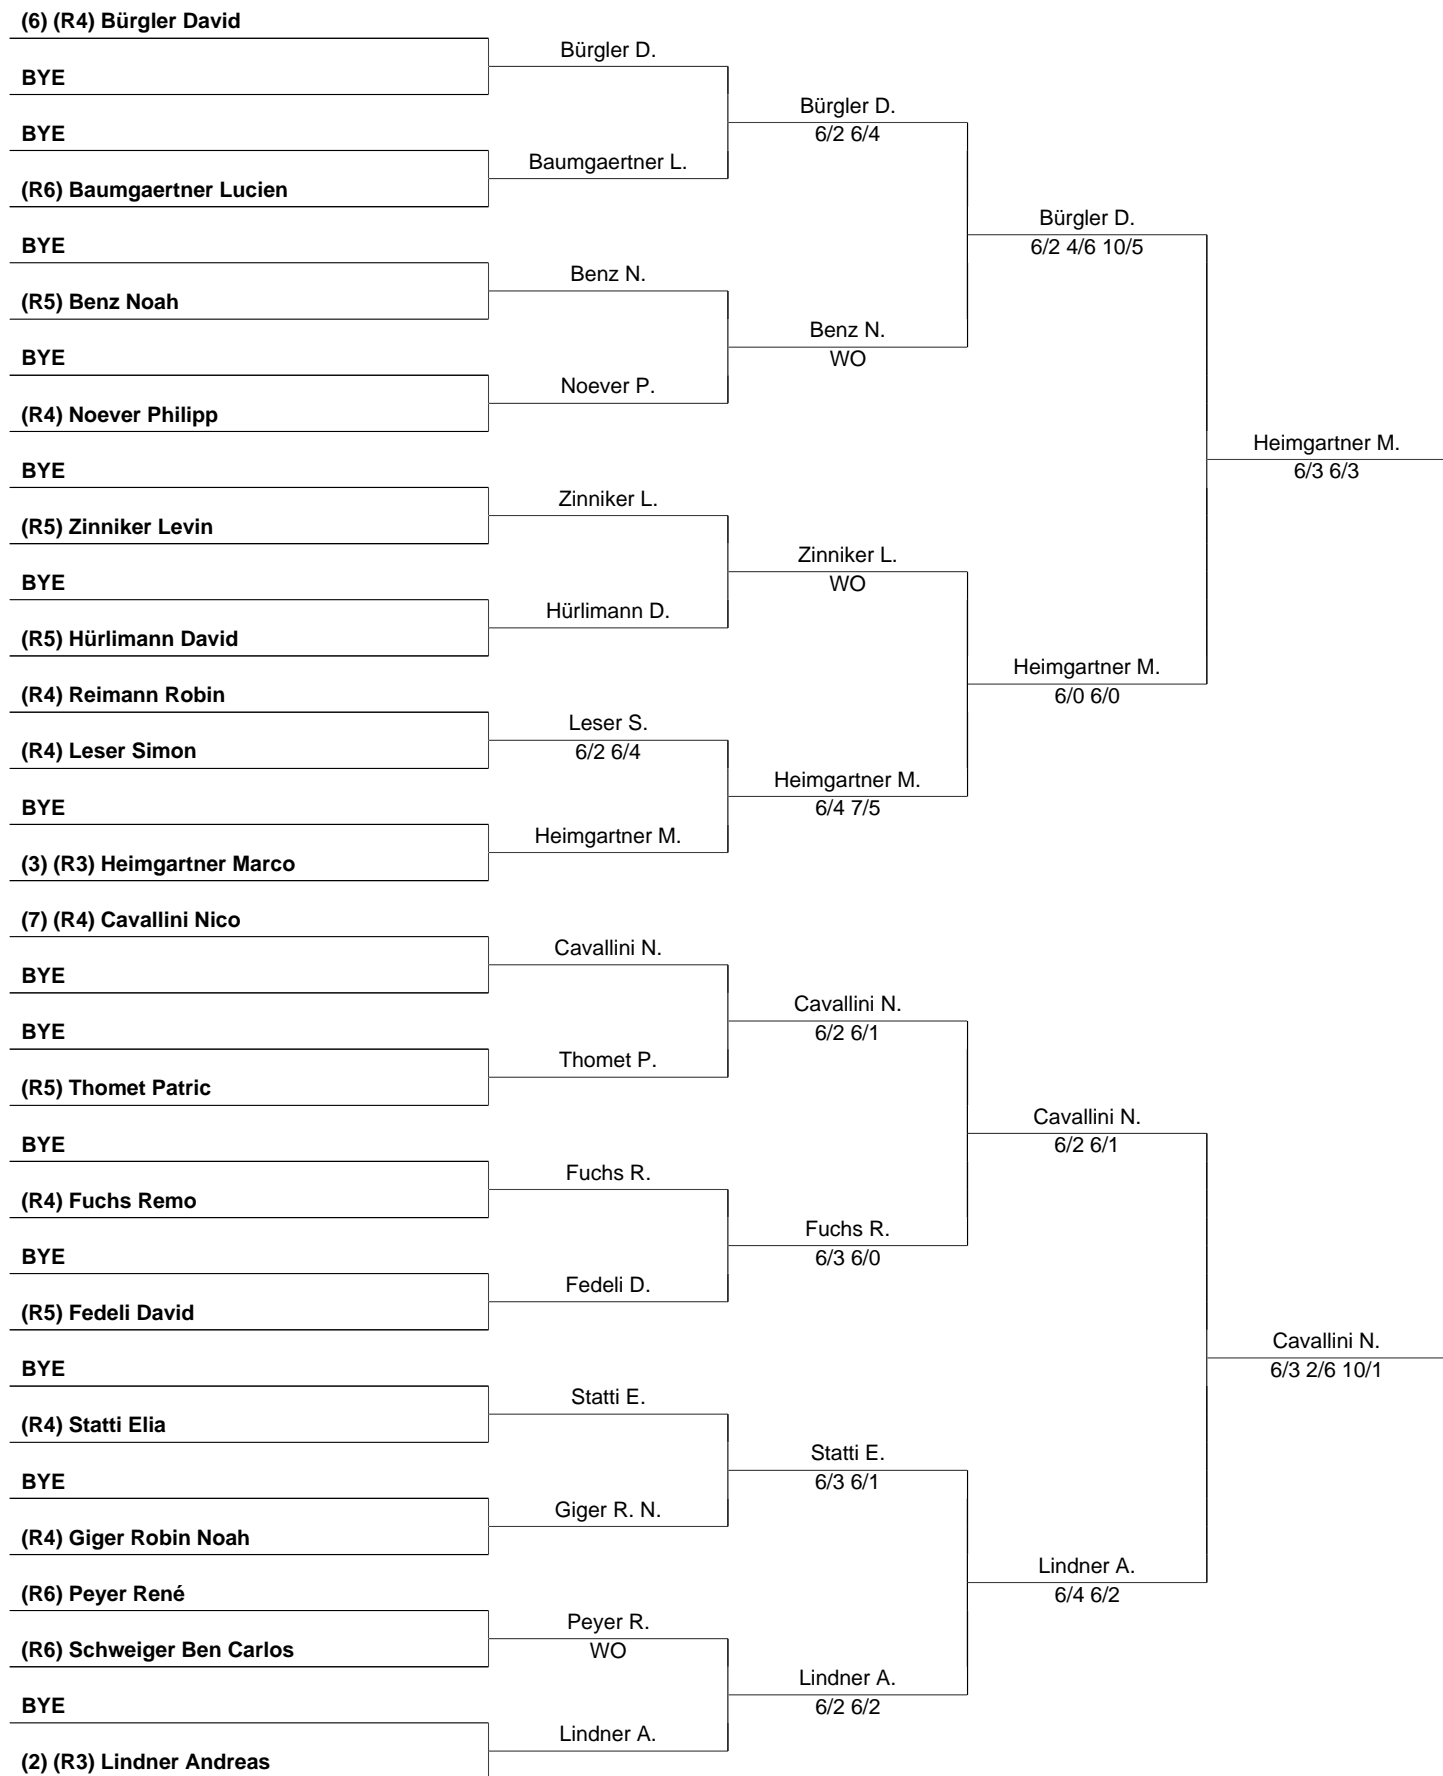 (6) (R4) Bürgler David
BYE
BYE
(R6) Baumgaertner Lucien
BYE
(R5) Benz Noah
BYE
(R4) Noever Philipp
BYE
(R5) Zinniker Levin
BYE
(R5) Hürlimann David
(R4) Reimann Robin
(R4) Leser Simon
BYE
(3) (R3) Heimgartner Marco
(7) (R4) Cavallini Nico
BYE
BYE
(R5) Thomet Patric
BYE
(R4) Fuchs Remo
BYE
(R5) Fedeli David
BYE
(R4) Statti Elia
BYE
(R4) Giger Robin Noah
(R6) Peyer René
(R6) Schweiger Ben Carlos
BYE
(2) (R3) Lindner Andreas
Bürgler D.
Baumgaertner L.
Benz N.
Noever P.
Zinniker L.
Hürlimann D.
Leser S.
6/2 6/4
Heimgartner M.
Cavallini N.
Thomet P.
Fuchs R.
Fedeli D.
Statti E.
Giger R. N.
Peyer R.
WO
Lindner A.
Bürgler D.
6/2 6/4
Benz N.
WO
Zinniker L.
WO
Heimgartner M.
6/4 7/5
Cavallini N.
6/2 6/1
Fuchs R.
6/3 6/0
Statti E.
6/3 6/1
Lindner A.
6/2 6/2
Bürgler D.
6/2 4/6 10/5
Heimgartner M.
6/0 6/0
Cavallini N.
6/2 6/1
Lindner A.
6/4 6/2
Heimgartner M.
6/3 6/3
Cavallini N.
6/3 2/6 10/1